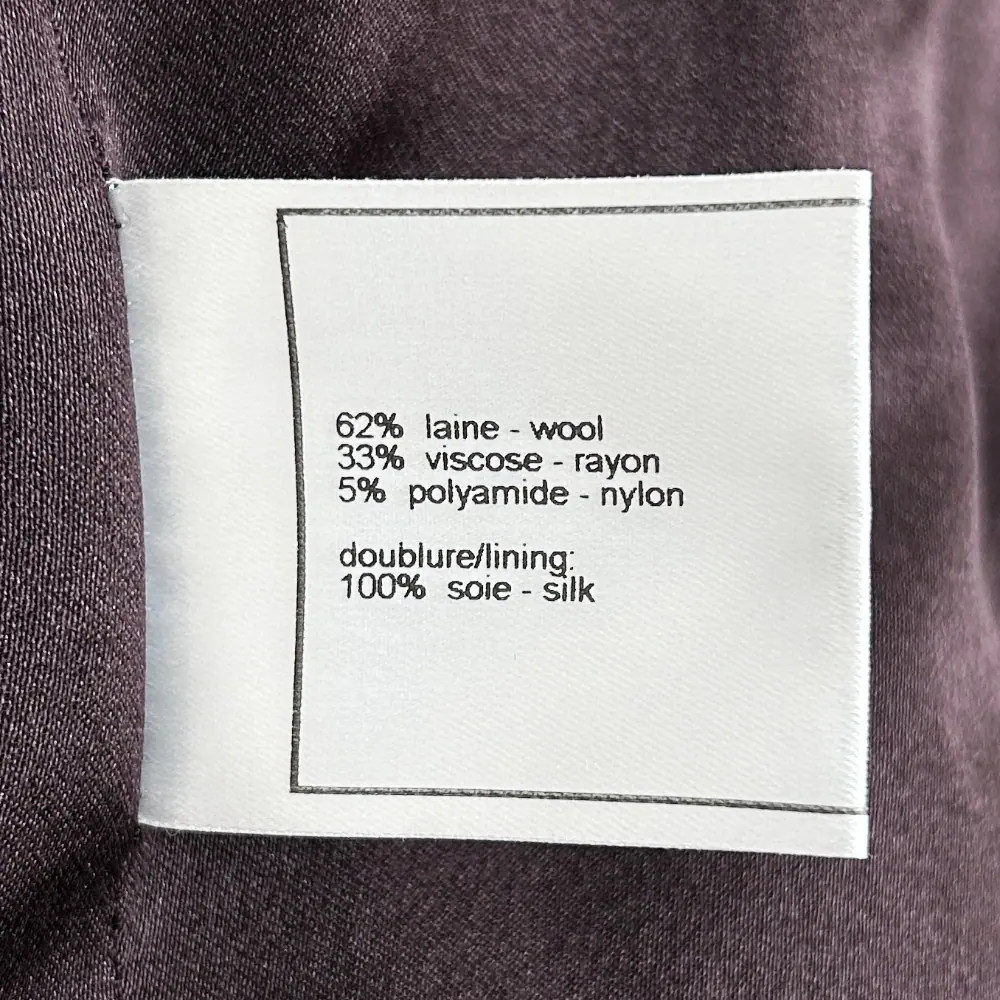 62% laine - wool
33% viscose - rayon
5% polyamide - nylon
doublure/lining:
100% soie - silk